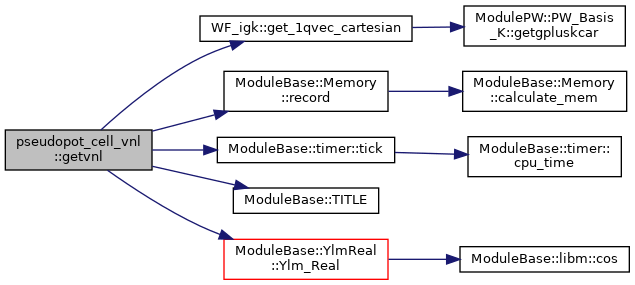 pseudopot_cell_vnl
::getvnl
WF_igk::get_1qvec_cartesian
ModulePW::PW_Basis
_K::getgpluskcar
ModuleBase::Memory
::record
ModuleBase::Memory
::calculate_mem
ModuleBase::timer::tick
ModuleBase::timer::
cpu_time
ModuleBase::TITLE
ModuleBase::YlmReal
::Ylm_Real
ModuleBase::libm::cos